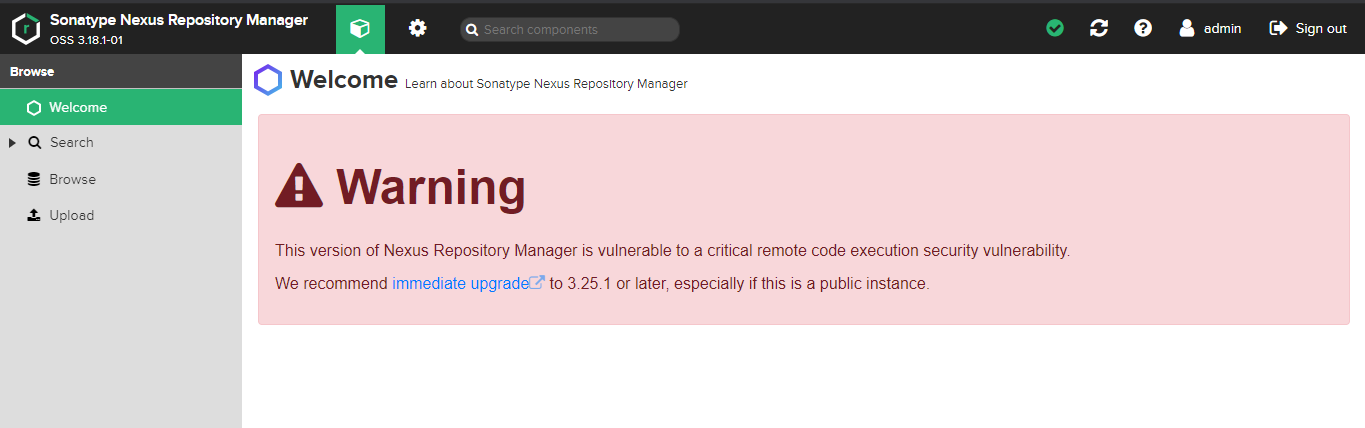 Sonatype Nexus Repository Manager
OSS 3.18.1-01
Search components
admin
Sign out
Browse
Welcome
Search
Browse
Upload
Welcome Learn about Sonatype Nexus Repository Manager
Warning
This version of Nexus Repository Manager is vulnerable to a critical remote code execution security vulnerability.
We recommend immediate upgrade to 3.25.1 or later, especially if this is a public instance.